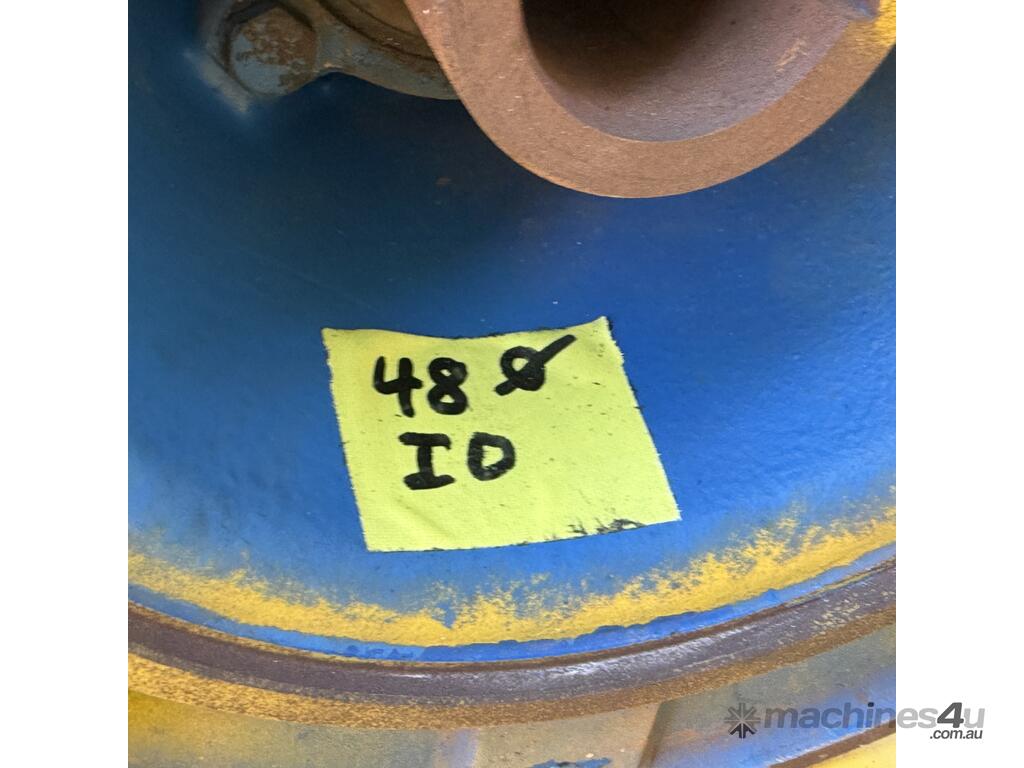 48 Ø
ID
machines4u
.com.au